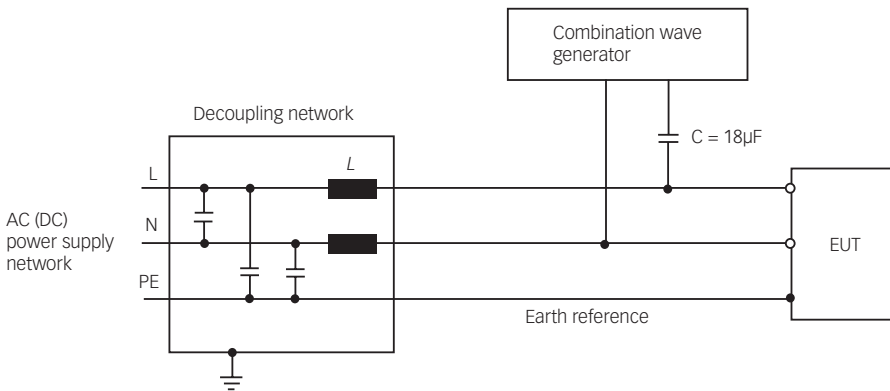 Combination wave
generator
Decoupling network
C = 18µF
L
L
AC (DC)
power supply
network
N
EUT
PE
Earth reference